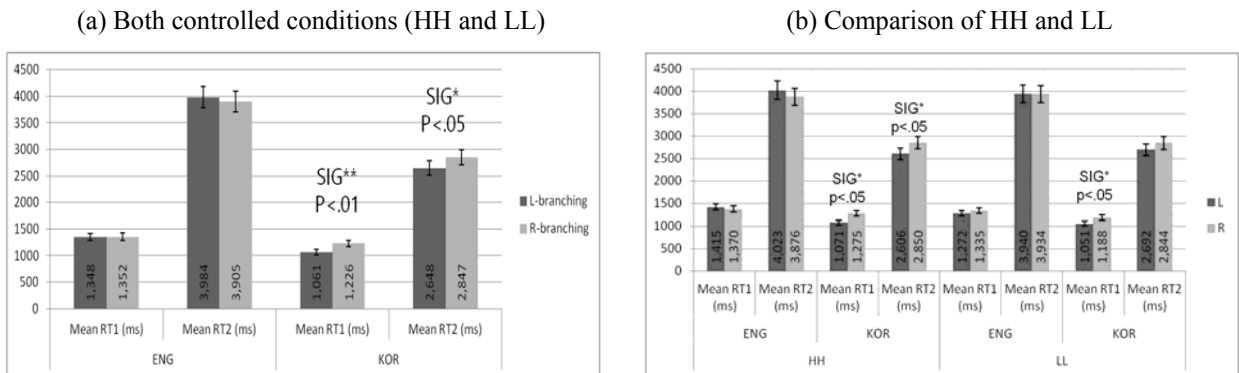 (a) Both controlled conditions (HH and LL)
4500
4000
3500
3000
2500
2000
1500
1000
500
0
SIG*
P<.05
SIG**
P<.01
L-branching
R-branching
1,348
1,352
3,984
3,905
1,061
1,226
2,648
2,847
Mean RT1 (ms)
Mean RT2 (ms)
Mean RT1 (ms)
Mean RT2 (ms)
ENG
KOR
(b) Comparison of HH and LL
4500
4000
3500
3000
2500
2000
1500
1000
500
0
SIG*
p<.05
SIG*
p<.05
SIG*
p<.05
L
R
1,415
1,370
4,023
3,876
1,071
1,275
2,606
2,850
1,272
1,335
3,940
3,934
1,051
1,188
2,692
2,844
Mean RT1
(ms)
Mean RT2
(ms)
Mean RT1
(ms)
Mean RT2
(ms)
Mean RT1
(ms)
Mean RT2
(ms)
Mean RT1
(ms)
Mean RT2
(ms)
ENG
KOR
ENG
KOR
HH
LL